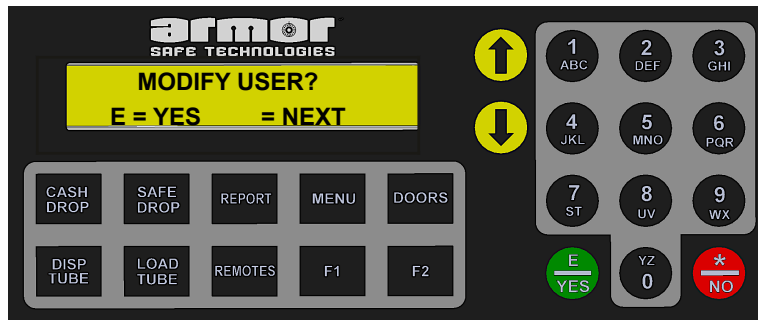 armor
SAFE TECHNOLOGIES
MODIFY USER?
E = YES = NEXT
CASH DROP
SAFE DROP
REPORT
MENU
DOORS
DISP TUBE
LOAD TUBE
REMOTES
F1
F2
1
ABC
2
DEF
3
GHI
4
JKL
5
MNO
6
PQR
7
ST
8
UV
9
WX
E
YES
YZ
0
*
NO